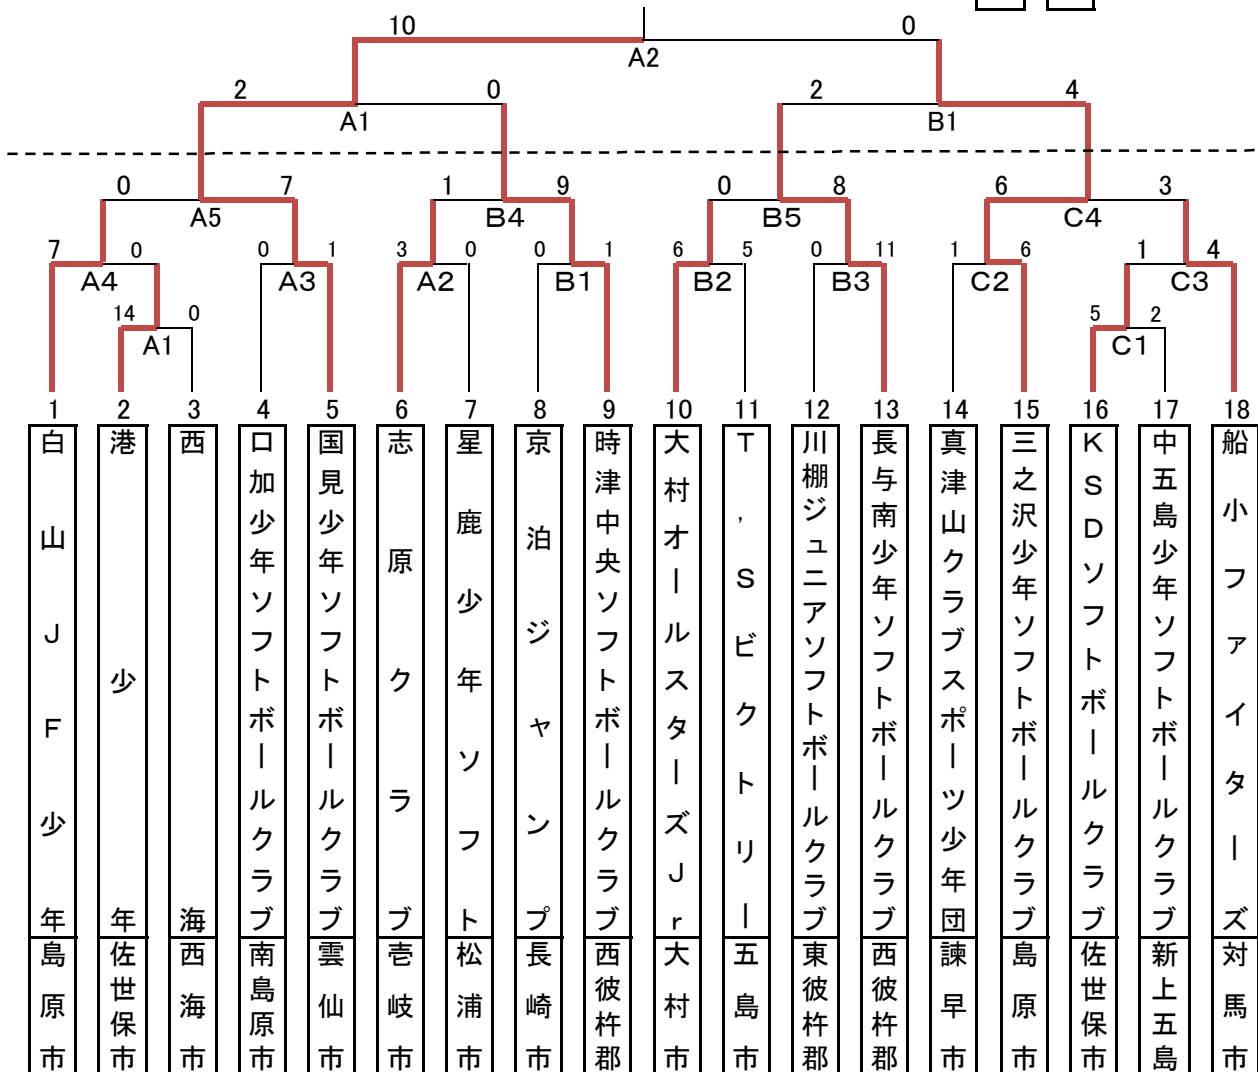 10 0
A2
2 0 2 4
A1 B1
0 7 1 9 0 8 6 3
A5 B4 B5 C4
7 0 0 1 3 0 0 1 6 5 0 11 1 6 1 4
A4 A3 A2 B1 B2 B3 C2 C3
14 0 5 2
A1 C1
1 2 3 4 5 6 7 8 9 10 11 12 13 14 15 16 17 18
白山JF少年
島原市
港少年
佐世保市
西海
西海市
口加少年ソフトボールクラブ
南島原市
国見少年ソフトボールクラブ
雲仙市
志原クラブ
壱岐市
星鹿少年ソフト
松浦市
京泊ジャンプ
長崎市
時津中央ソフトボールクラブ
西彼杵郡
大村オールスターズJr
大村市
T,Sビクトリー
五島市
川棚ジュニアソフトボールクラブ
東彼杵郡
長与南少年ソフトボールクラブ
西彼杵郡
真津山クラブスポーツ少年団
諫早市
三之沢少年ソフトボールクラブ
島原市
KSDソフトボールクラブ
佐世保市
中五島少年ソフトボールクラブ
新上五島
船小ファイターズ
対馬市